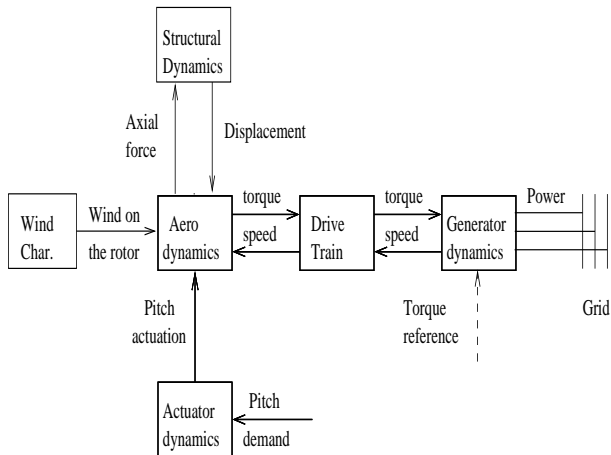 Structural
Dynamics
Axial
force
Displacement
Wind
Char.
Wind on
the rotor
Aero
dynamics
torque
speed
Drive
Train
torque
speed
Generator
dynamics
Power
Grid
Pitch
actuation
Torque
reference
Actuator
dynamics
Pitch
demand